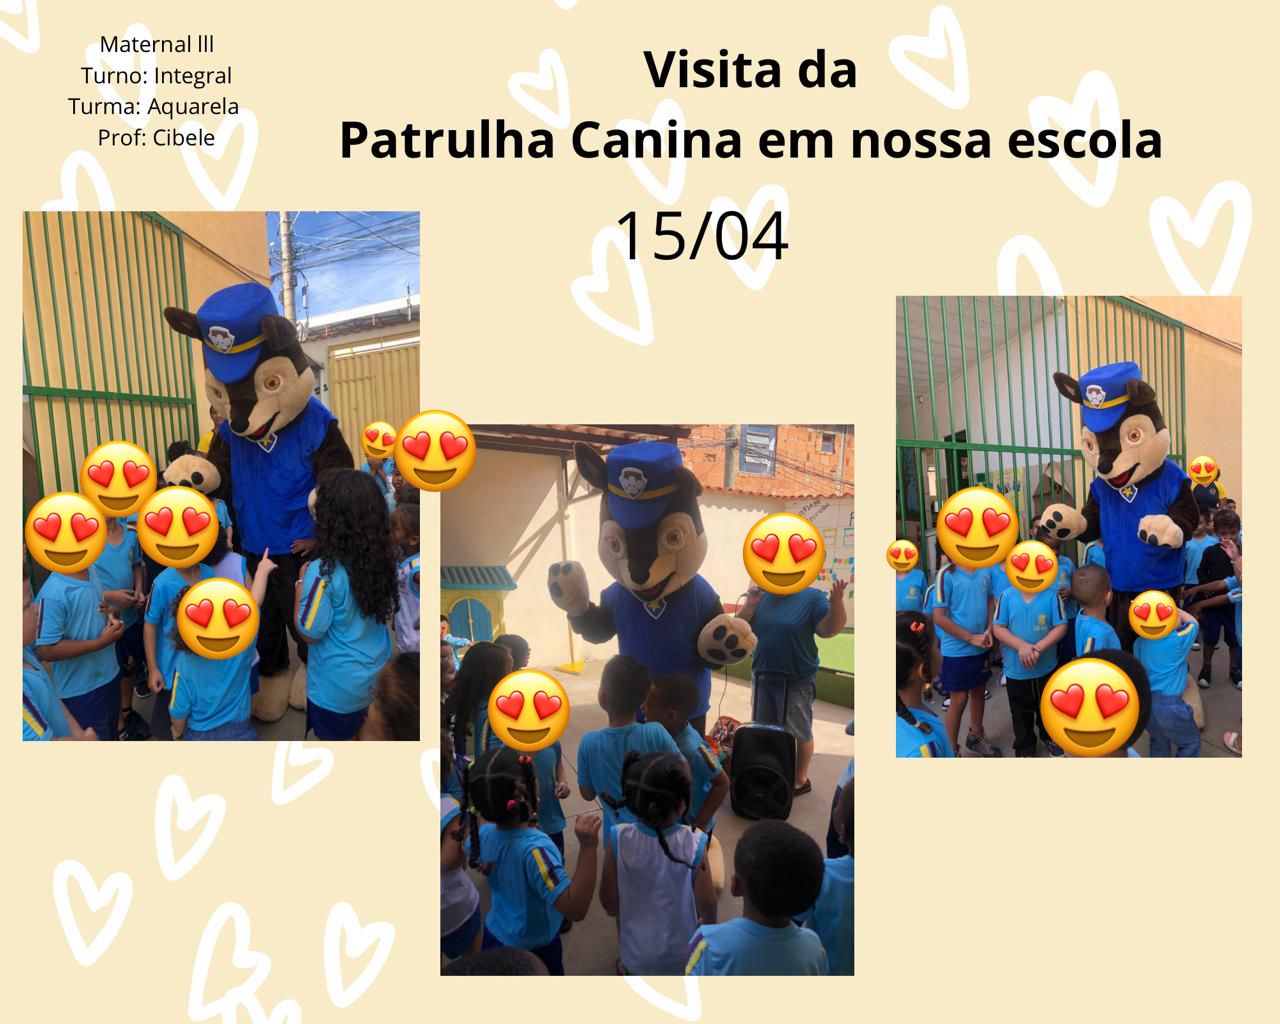 Maternal lll
Turno: Integral
Turma: Aquarela
Prof: Cibele
Visita da
Patrulha Canina em nossa escola
15/04